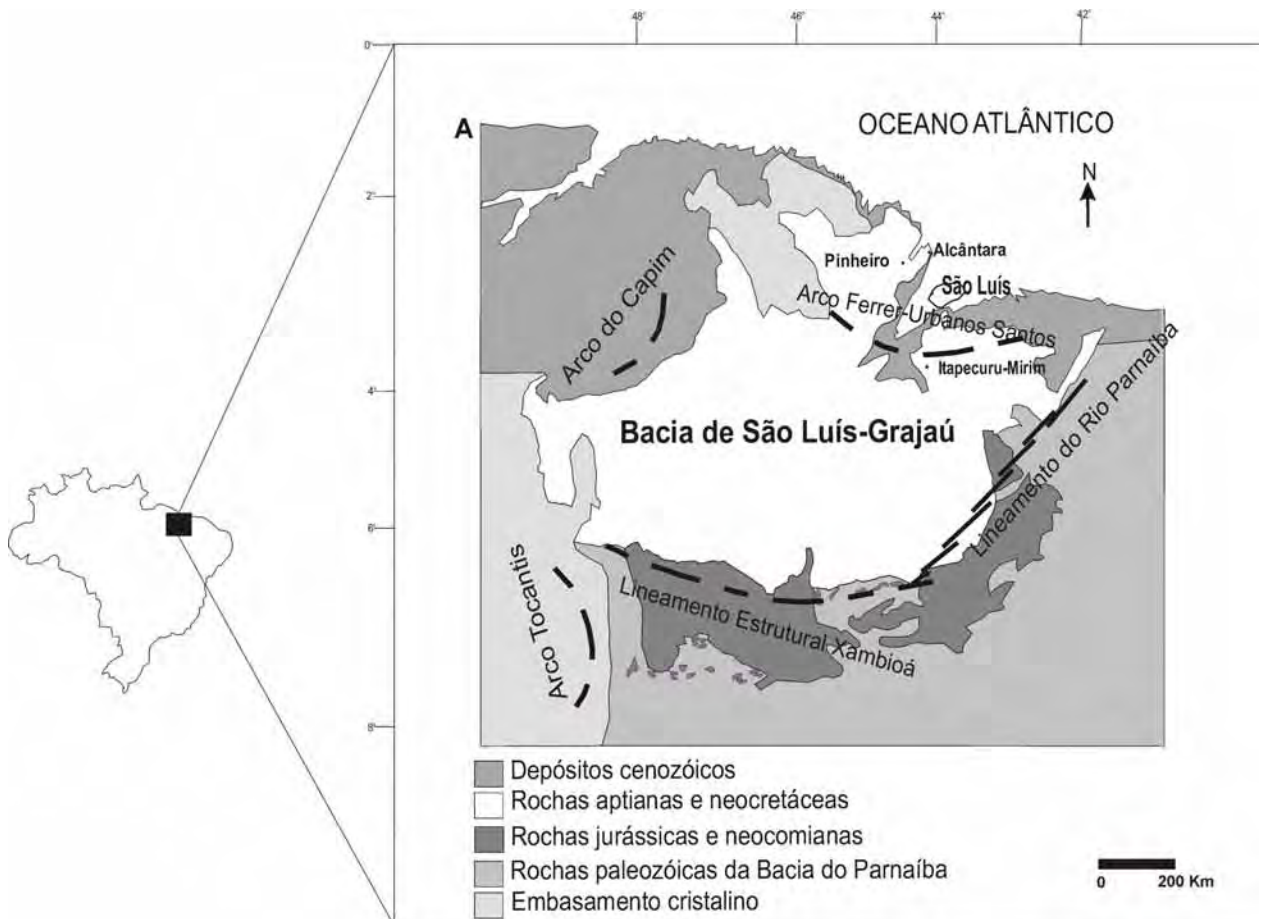 48°
46°
44°
42°
0°
2°
4°
6°
8°
A
OCEANO ATLÂNTICO
N
Pinheiro
Alcântara
São Luís
Arco do Capim
Arco Ferrer-Urbanos Santos
Itapecuru-Mirim
Bacia de São Luís-Grajaú
Lineamento do Rio Parnaíba
Arco Tocantis
Lineamento Estrutural Xambioá
Depósitos cenozóicos
Rochas aptianas e neocretáceas
Rochas jurássicas e neocomianas
Rochas paleozóicas da Bacia do Parnaíba
Embasamento cristalino
0 200 Km